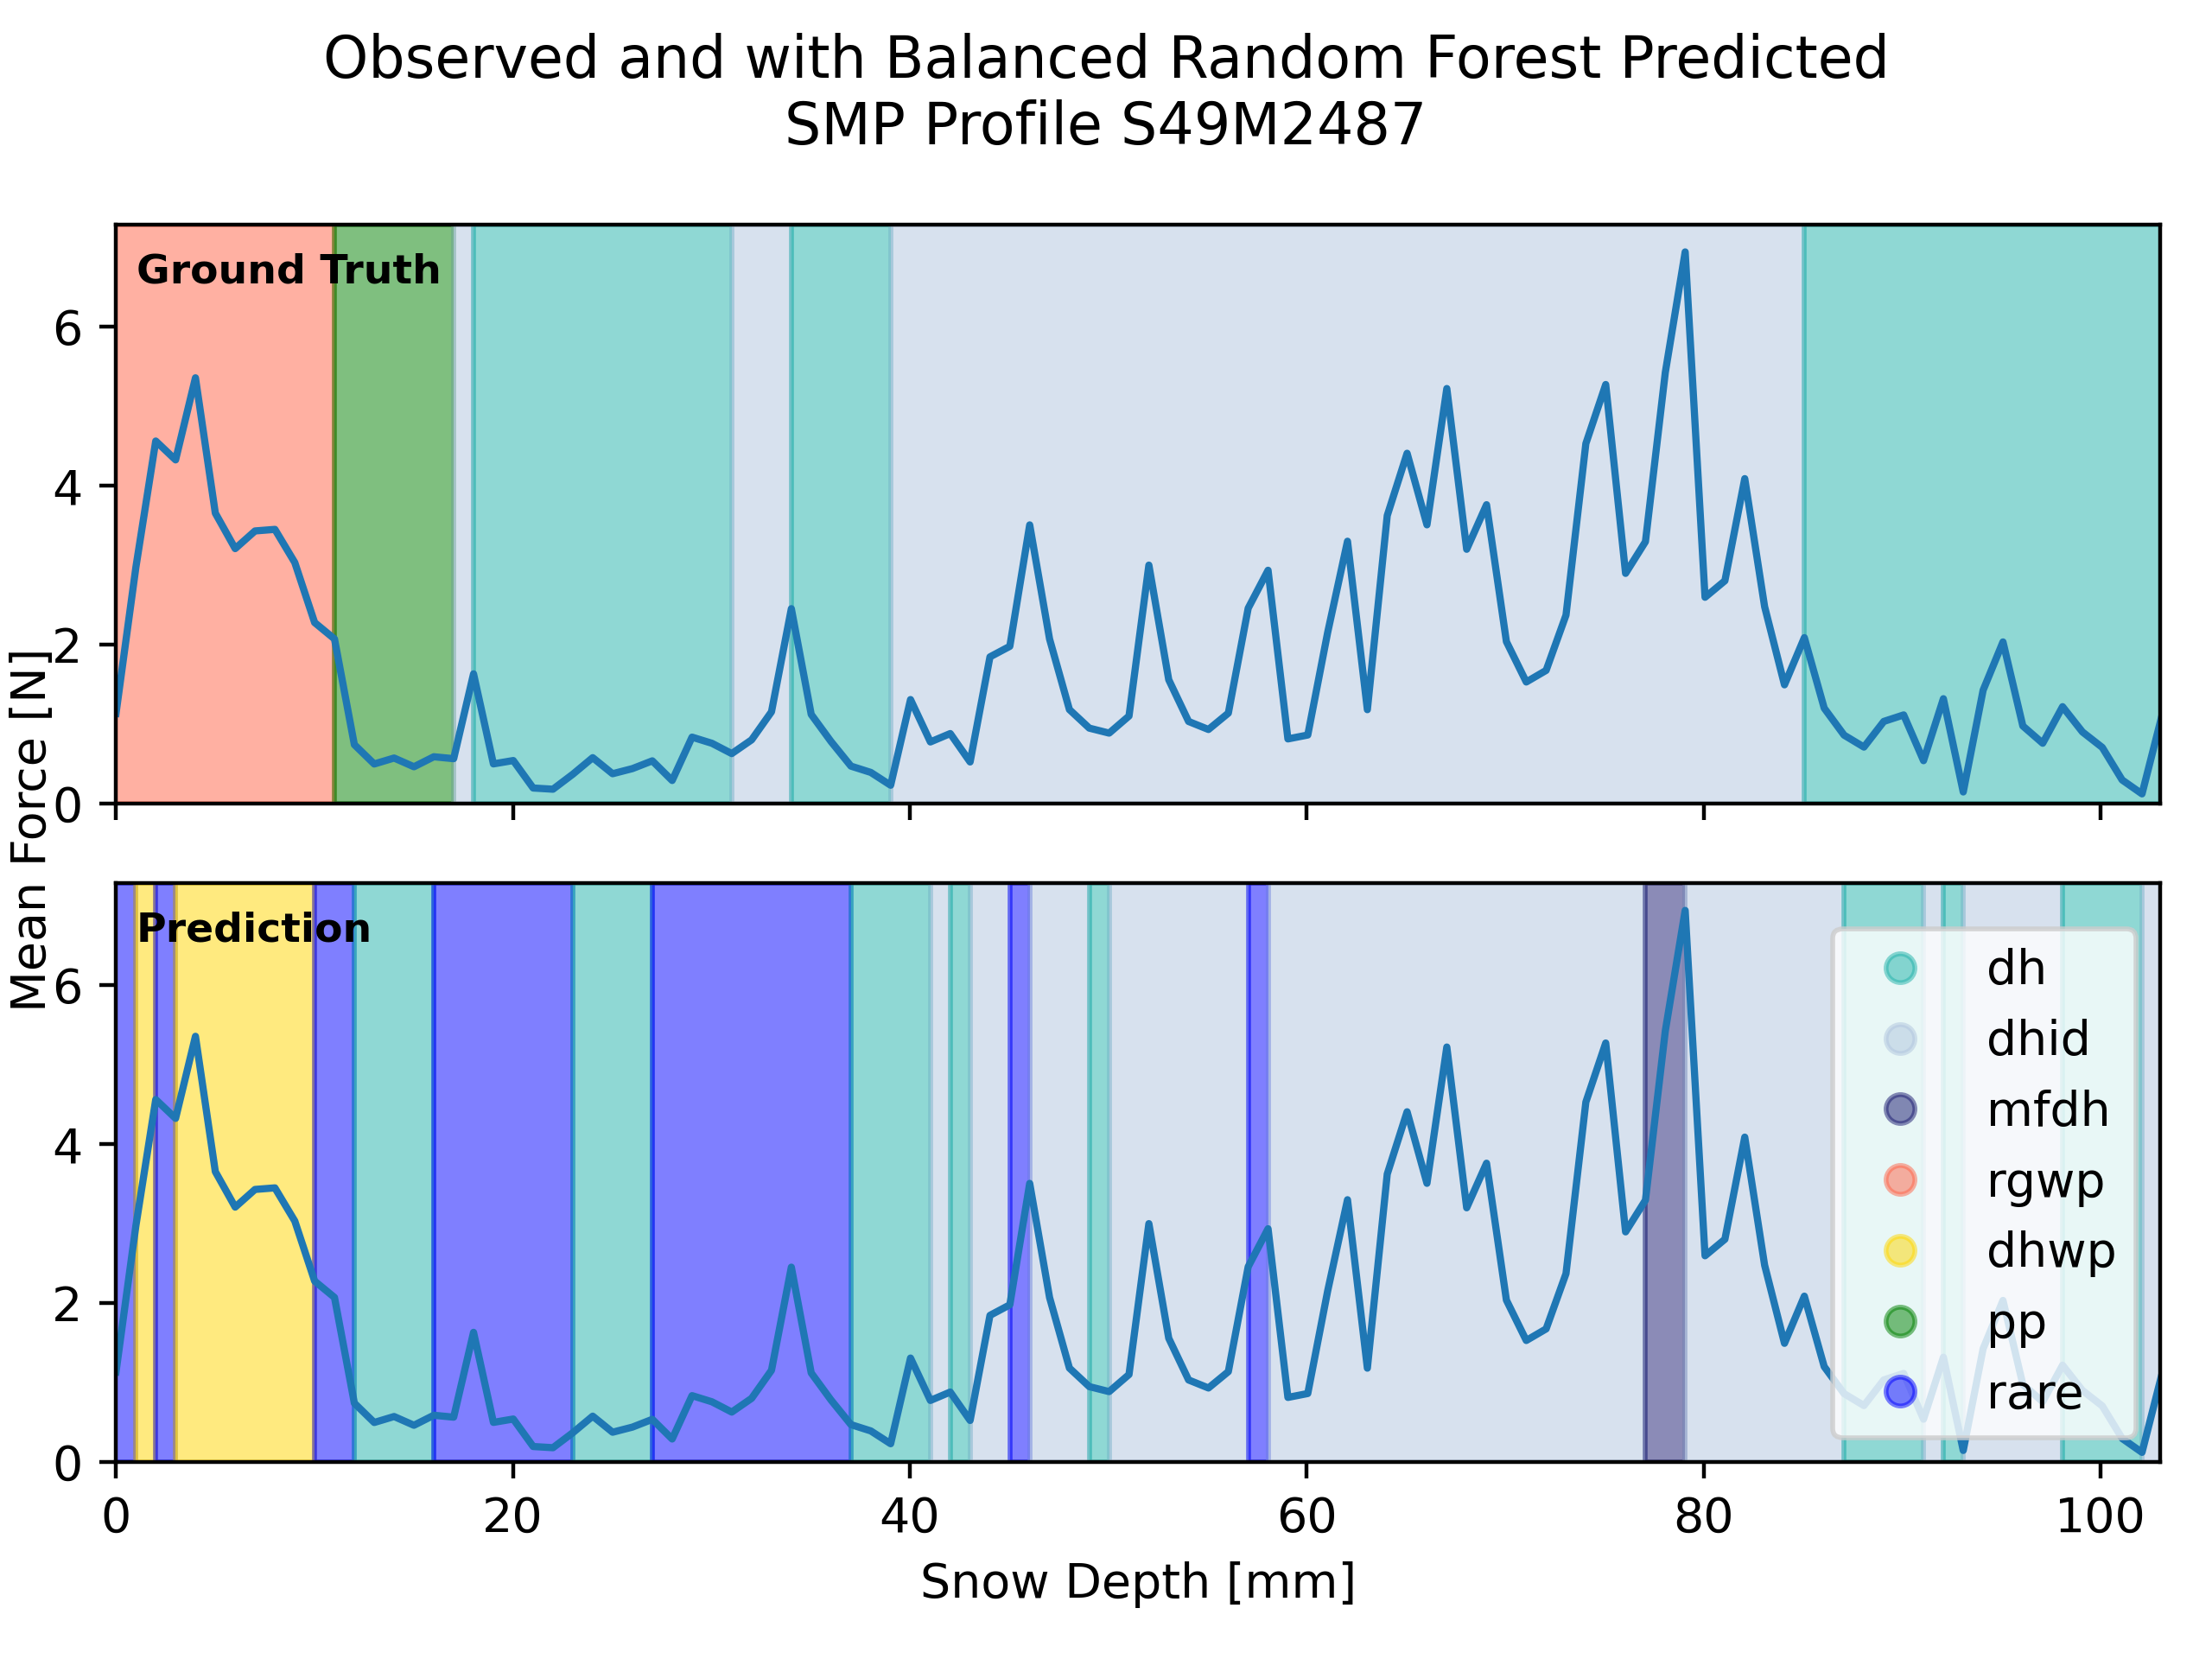 Observed and with Balanced Random Forest Predicted
SMP Profile S49M2487
Mean Force [N]
Ground Truth
6
4
2
0
Prediction
6
4
2
0
dh
dhid
mfdh
rgwp
dhwp
pp
rare
0 20 40 60 80 100
Snow Depth [mm]